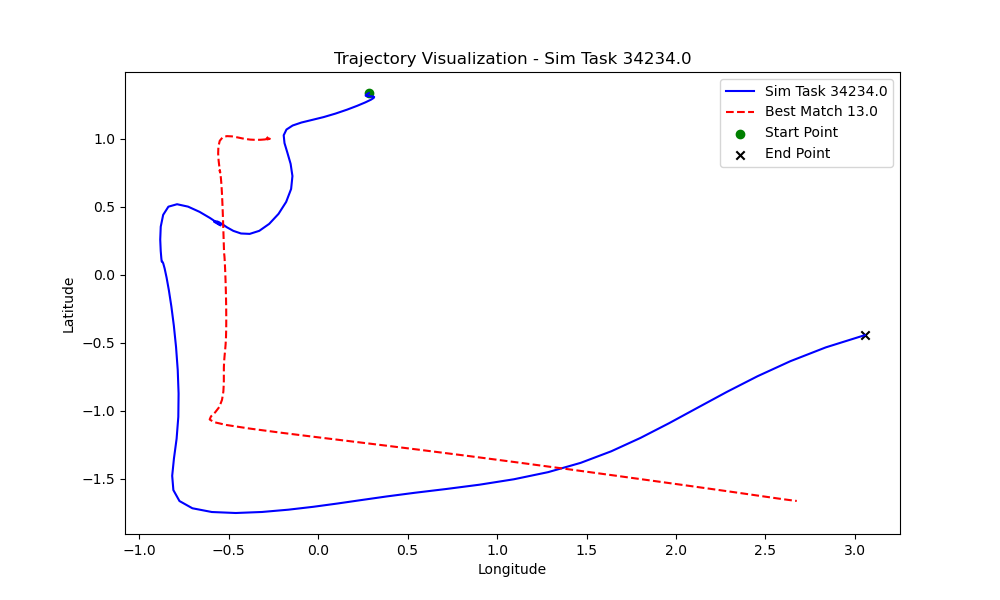 Trajectory Visualization - Sim Task 34234.0
Sim Task 34234.0
Best Match 13.0
Start Point
End Point
1.0
0.5
0.0
−0.5
−1.0
−1.5
Latitude
−1.0 −0.5 0.0 0.5 1.0 1.5 2.0 2.5 3.0
Longitude